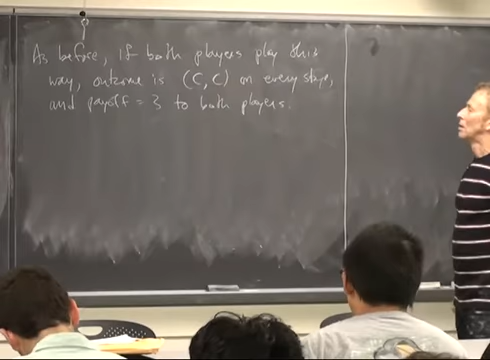 As before, if both players play this
way, outcome is (C, C) on every stage,
and payoff = 3 to both players.